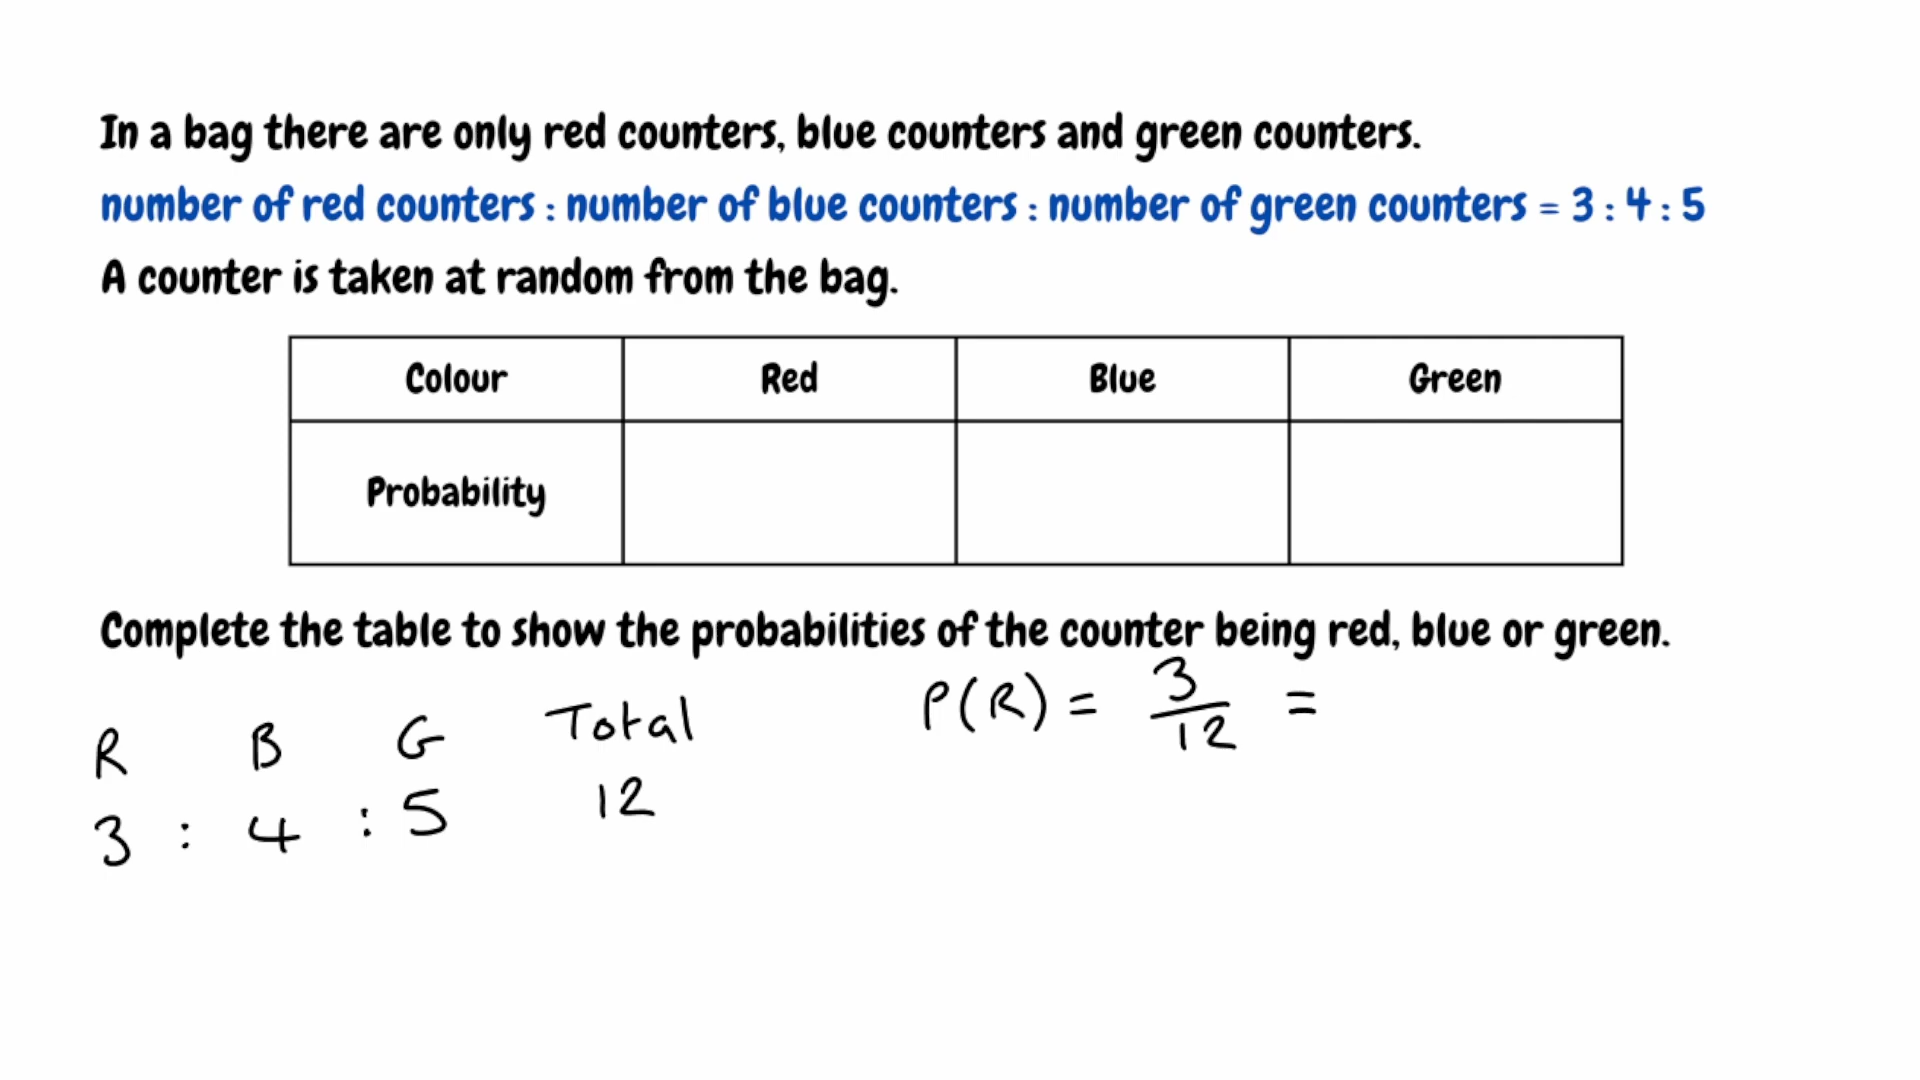 In a bag there are only red counters, blue counters and green counters.
number of red counters : number of blue counters : number of green counters = 3 : 4 : 5
A counter is taken at random from the bag.
Colour Red Blue Green
Probability
Complete the table to show the probabilities of the counter being red, blue or green.
R B G Total
3 : 4 : 5 12
P(R) = 3/12 =